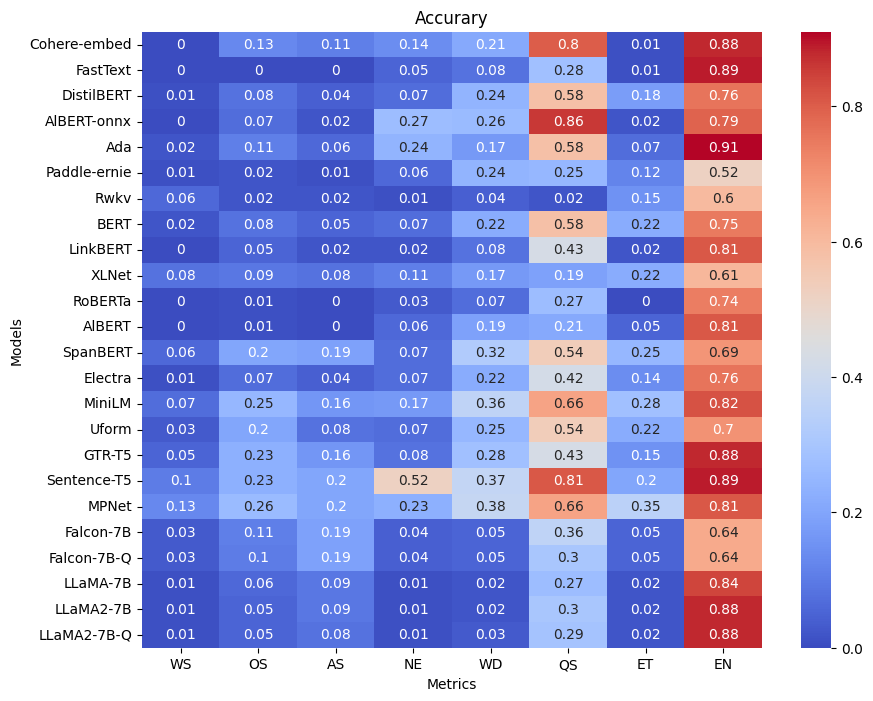 Accurary
Cohere-embed 0 0.13 0.11 0.14 0.21 0.8 0.01 0.88
FastText 0 0 0 0.05 0.08 0.28 0.01 0.89
DistilBERT 0.01 0.08 0.04 0.07 0.24 0.58 0.18 0.76
AlBERT-onnx 0 0.07 0.02 0.27 0.26 0.86 0.02 0.79
Ada 0.02 0.11 0.06 0.24 0.17 0.58 0.07 0.91
0.8
Paddle-ernie 0.01 0.02 0.01 0.06 0.24 0.25 0.12 0.52
Rwkv 0.06 0.02 0.02 0.01 0.04 0.02 0.15 0.6
BERT 0.02 0.08 0.05 0.07 0.22 0.58 0.22 0.75
LinkBERT 0 0.05 0.02 0.02 0.08 0.43 0.02 0.81
0.6
XLNet 0.08 0.09 0.08 0.11 0.17 0.19 0.22 0.61
RoBERTa 0 0.01 0 0.03 0.07 0.27 0 0.74
AlBERT 0 0.01 0 0.06 0.19 0.21 0.05 0.81
Models
SpanBERT 0.06 0.2 0.19 0.07 0.32 0.54 0.25 0.69
Electra 0.01 0.07 0.04 0.07 0.22 0.42 0.14 0.76
0.4
MiniLM 0.07 0.25 0.16 0.17 0.36 0.66 0.28 0.82
Uform 0.03 0.2 0.08 0.07 0.25 0.54 0.22 0.7
GTR-T5 0.05 0.23 0.16 0.08 0.28 0.43 0.15 0.88
Sentence-T5 0.1 0.23 0.2 0.52 0.37 0.81 0.2 0.89
MPNet 0.13 0.26 0.2 0.23 0.38 0.66 0.35 0.81
0.2
Falcon-7B 0.03 0.11 0.19 0.04 0.05 0.36 0.05 0.64
Falcon-7B-Q 0.03 0.1 0.19 0.04 0.05 0.3 0.05 0.64
LLaMA-7B 0.01 0.06 0.09 0.01 0.02 0.27 0.02 0.84
LLaMA2-7B 0.01 0.05 0.09 0.01 0.02 0.3 0.02 0.88
LLaMA2-7B-Q 0.01 0.05 0.08 0.01 0.03 0.29 0.02 0.88
0.0
WS OS AS NE WD QS ET EN
Metrics